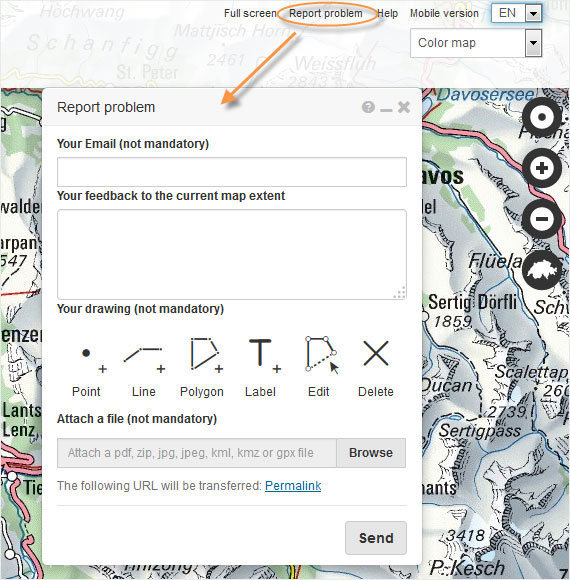 Full screen Report problem Help Mobile version EN
Color map
Hochwang
Mattjisch Horn
Schanfigg
2461
St. Peter
Weissfluh
2843
Davosersee
Report problem
Your Email (not mandatory)
Your feedback to the current map extent
Your drawing (not mandatory)
Point Line Polygon Label Edit Delete
Attach a file (not mandatory)
Attach a pdf, zip, jpg, jpeg, kml, kmz or gpx file Browse
The following URL will be transferred: Permalink
Send
avos
Flüela
Sertig Dörfli
1859
Scalettap
Ducan
2739
Sertigpass
3418
P. Kesch
walde
arpan
547
enzer
Lants
Lenz
Tie
nants